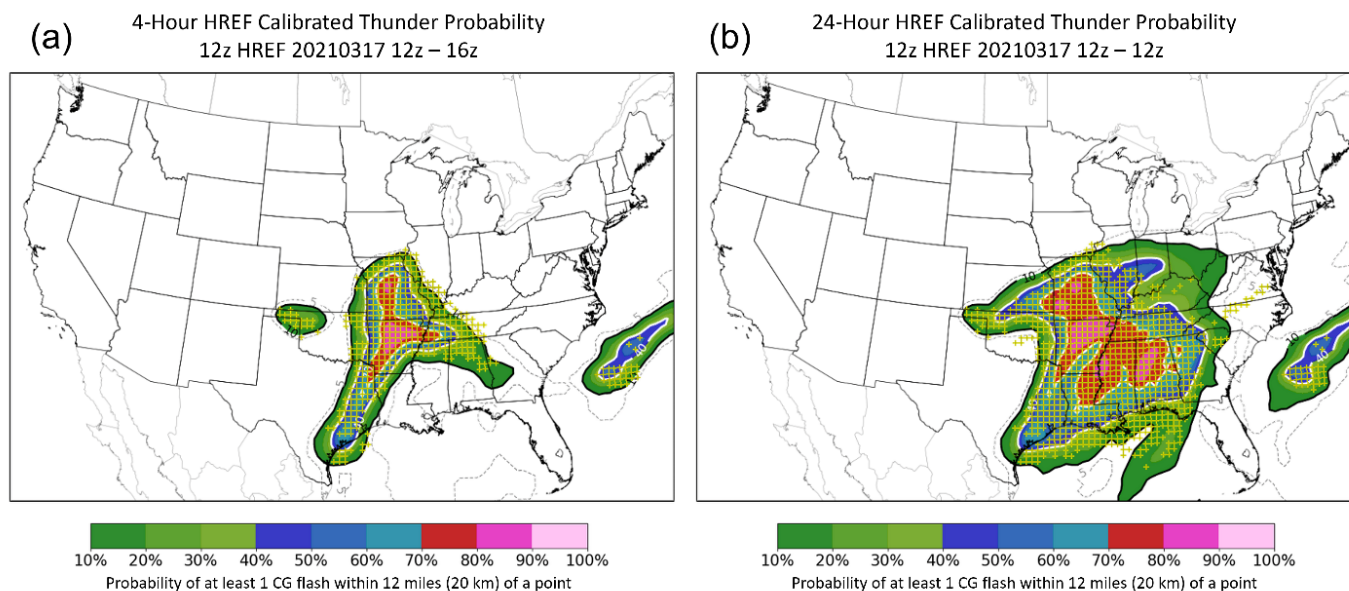 (a)
4-Hour HREF Calibrated Thunder Probability
12z HREF 20210317 12z – 16z
10% 20% 30% 40% 50% 60% 70% 80% 90% 100%
Probability of at least 1 CG flash within 12 miles (20 km) of a point
(b)
24-Hour HREF Calibrated Thunder Probability
12z HREF 20210317 12z – 12z
10
40
10% 20% 30% 40% 50% 60% 70% 80% 90% 100%
Probability of at least 1 CG flash within 12 miles (20 km) of a point